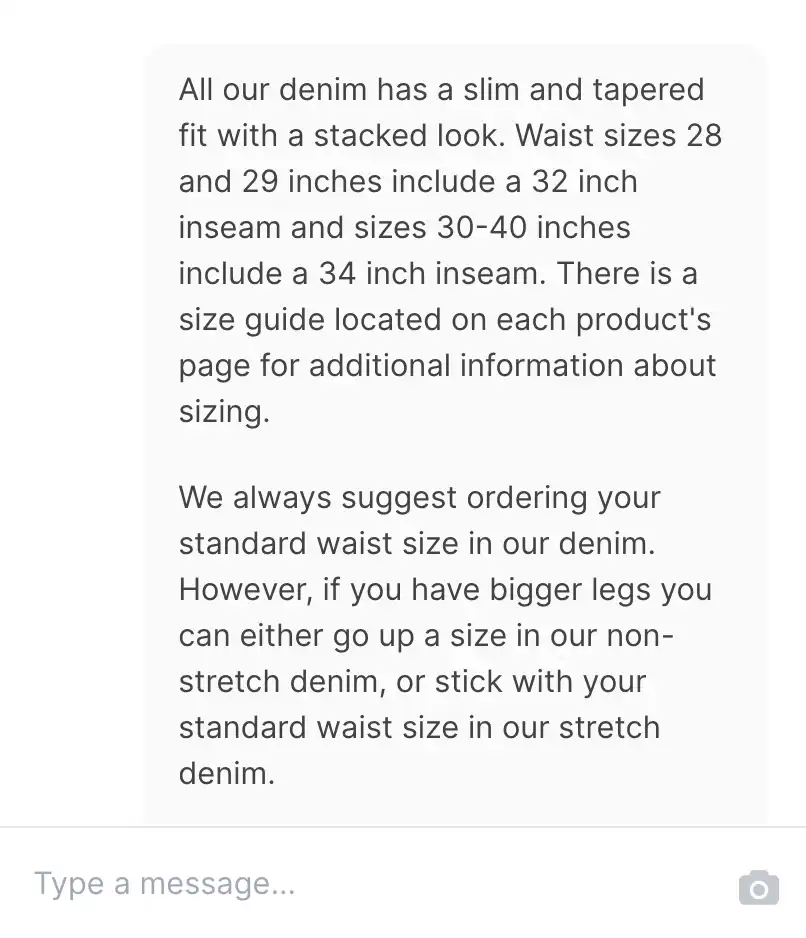 All our denim has a slim and tapered
fit with a stacked look. Waist sizes 28
and 29 inches include a 32 inch
inseam and sizes 30-40 inches
include a 34 inch inseam. There is a
size guide located on each product's
page for additional information about
sizing.
We always suggest ordering your
standard waist size in our denim.
However, if you have bigger legs you
can either go up a size in our non-
stretch denim, or stick with your
standard waist size in our stretch
denim.
Type a message...